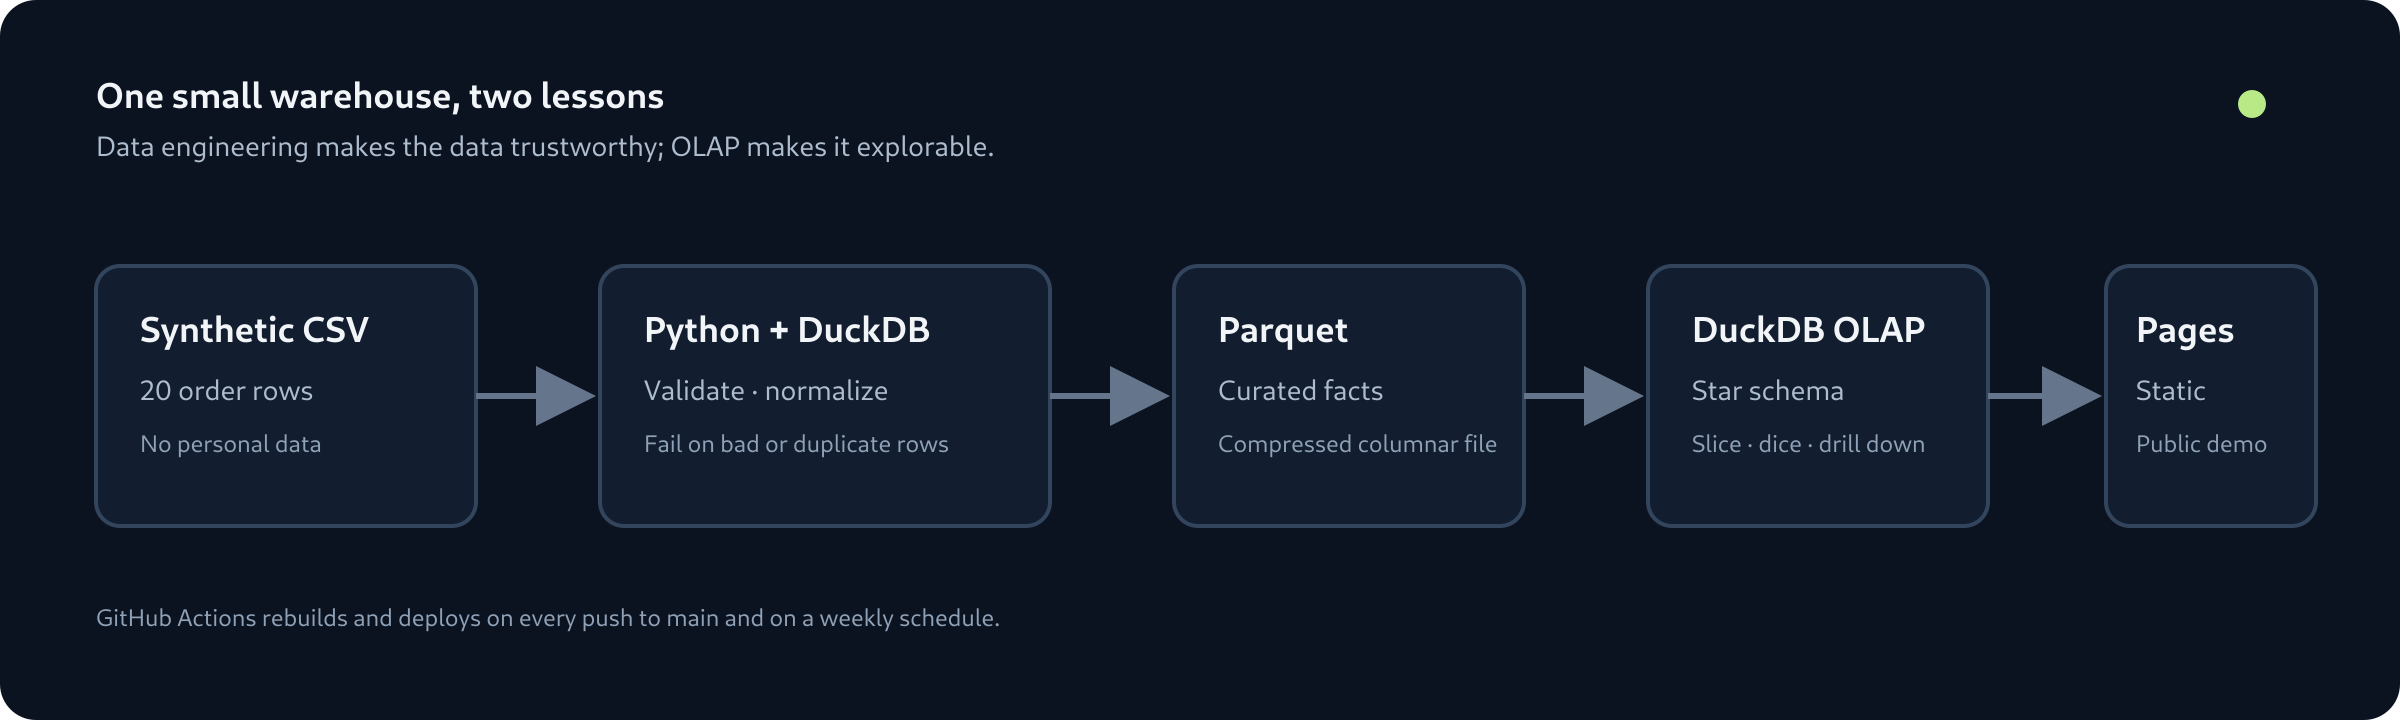 One small warehouse, two lessons
Data engineering makes the data trustworthy; OLAP makes it explorable.
Synthetic CSV
20 order rows
No personal data
Python + DuckDB
Validate · normalize
Fail on bad or duplicate rows
Parquet
Curated facts
Compressed columnar file
DuckDB OLAP
Star schema
Slice · dice · drill down
Pages
Static
Public demo
GitHub Actions rebuilds and deploys on every push to main and on a weekly schedule.